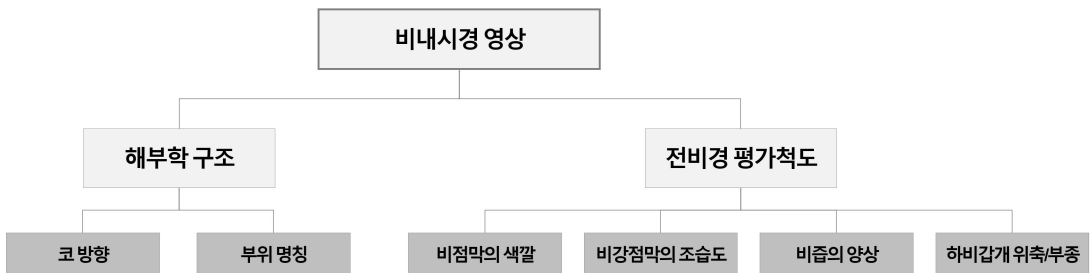 비내시경 영상
해부학 구조
전비경 평가척도
코 방향
부위 명칭
비점막의 색깔
비강점막의 조습도
비즙의 양상
하비갑개 위축/부종